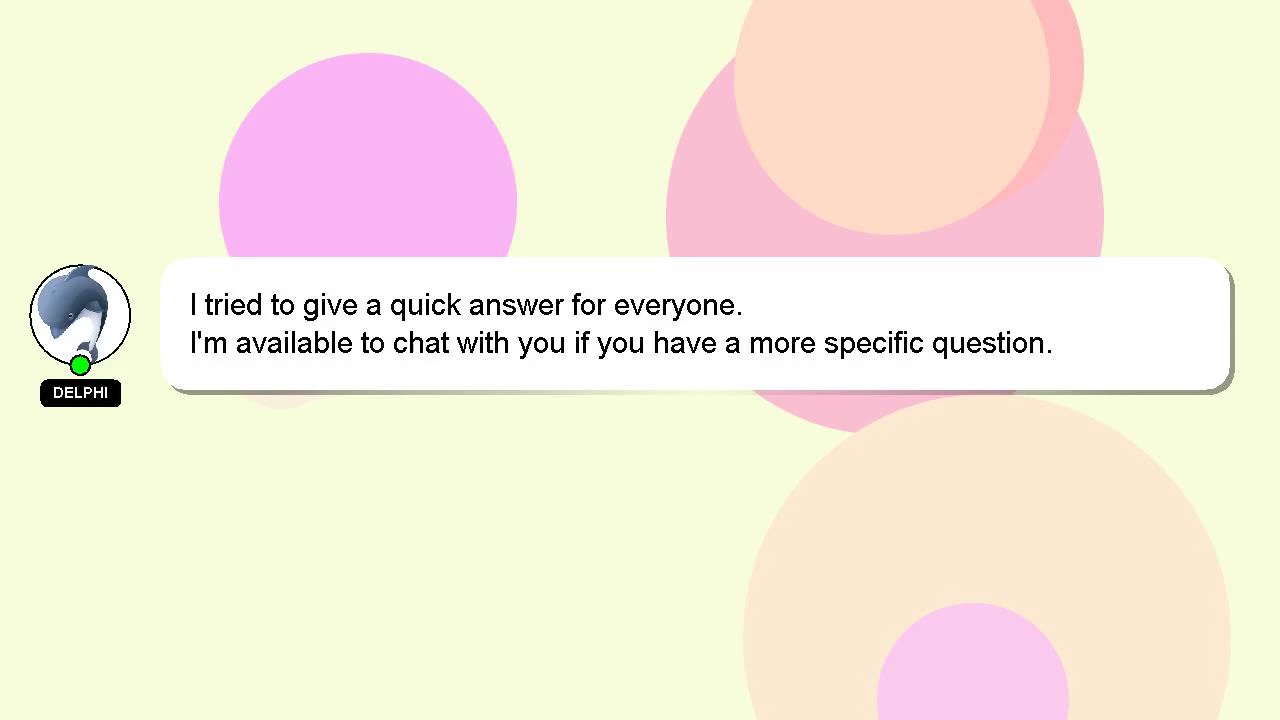 I tried to give a quick answer for everyone.
I'm available to chat with you if you have a more specific question.
DELPHI